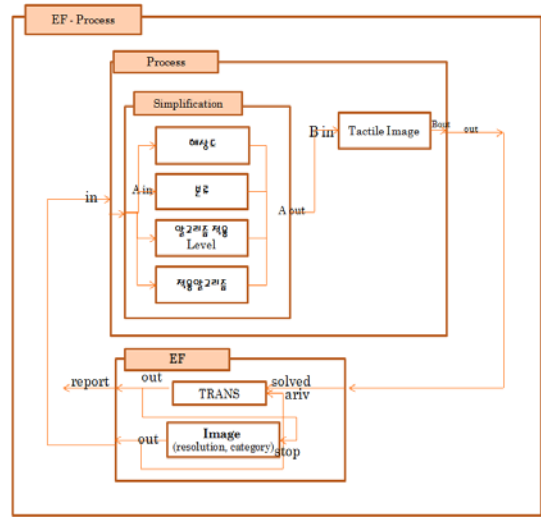 EF - Process
Process
Simplification
해상도
분류
알고리즘 적용
Level
적용알고리즘
A in
A out
B in
Tactile Image
Bout
out
in
EF
report
out
TRANS
solved
ariv
out
Image
(resolution, category)
stop